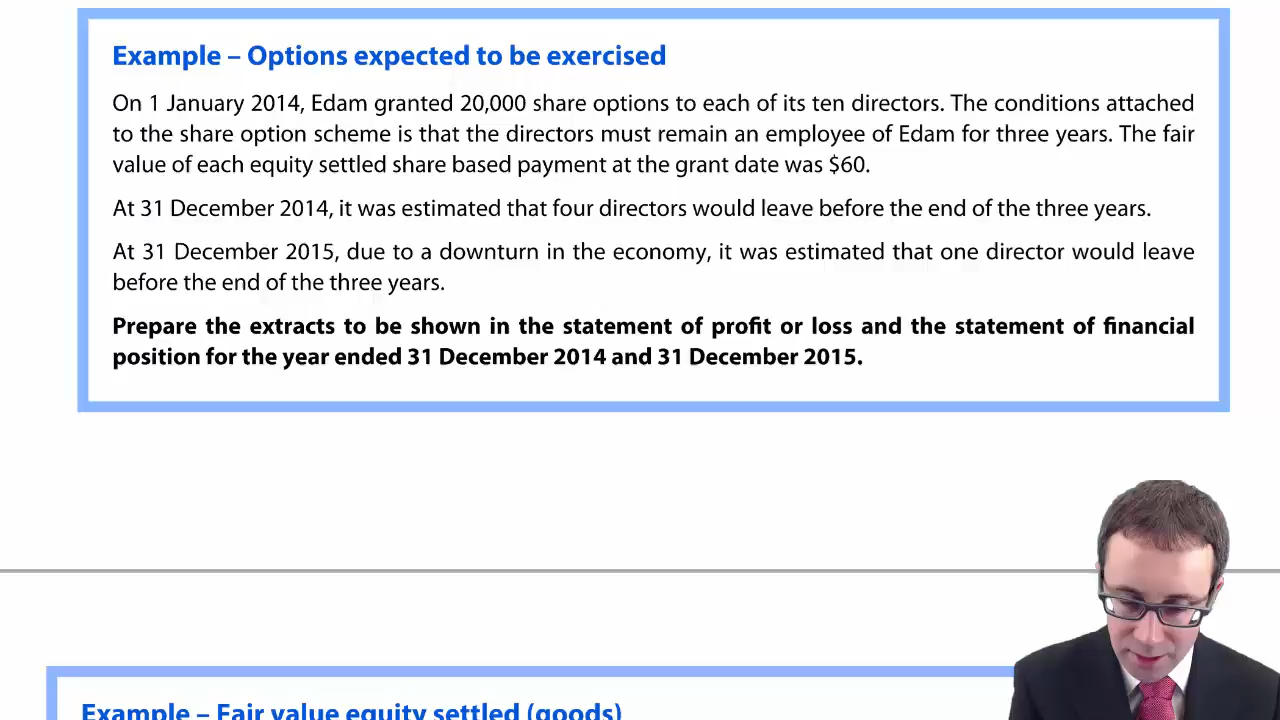 Example – Options expected to be exercised
On 1 January 2014, Edam granted 20,000 share options to each of its ten directors. The conditions attached
to the share option scheme is that the directors must remain an employee of Edam for three years. The fair
value of each equity settled share based payment at the grant date was $60.
At 31 December 2014, it was estimated that four directors would leave before the end of the three years.
At 31 December 2015, due to a downturn in the economy, it was estimated that one director would leave
before the end of the three years.
Prepare the extracts to be shown in the statement of profit or loss and the statement of financial
position for the year ended 31 December 2014 and 31 December 2015.
Example – Fair value equity settled (goods)